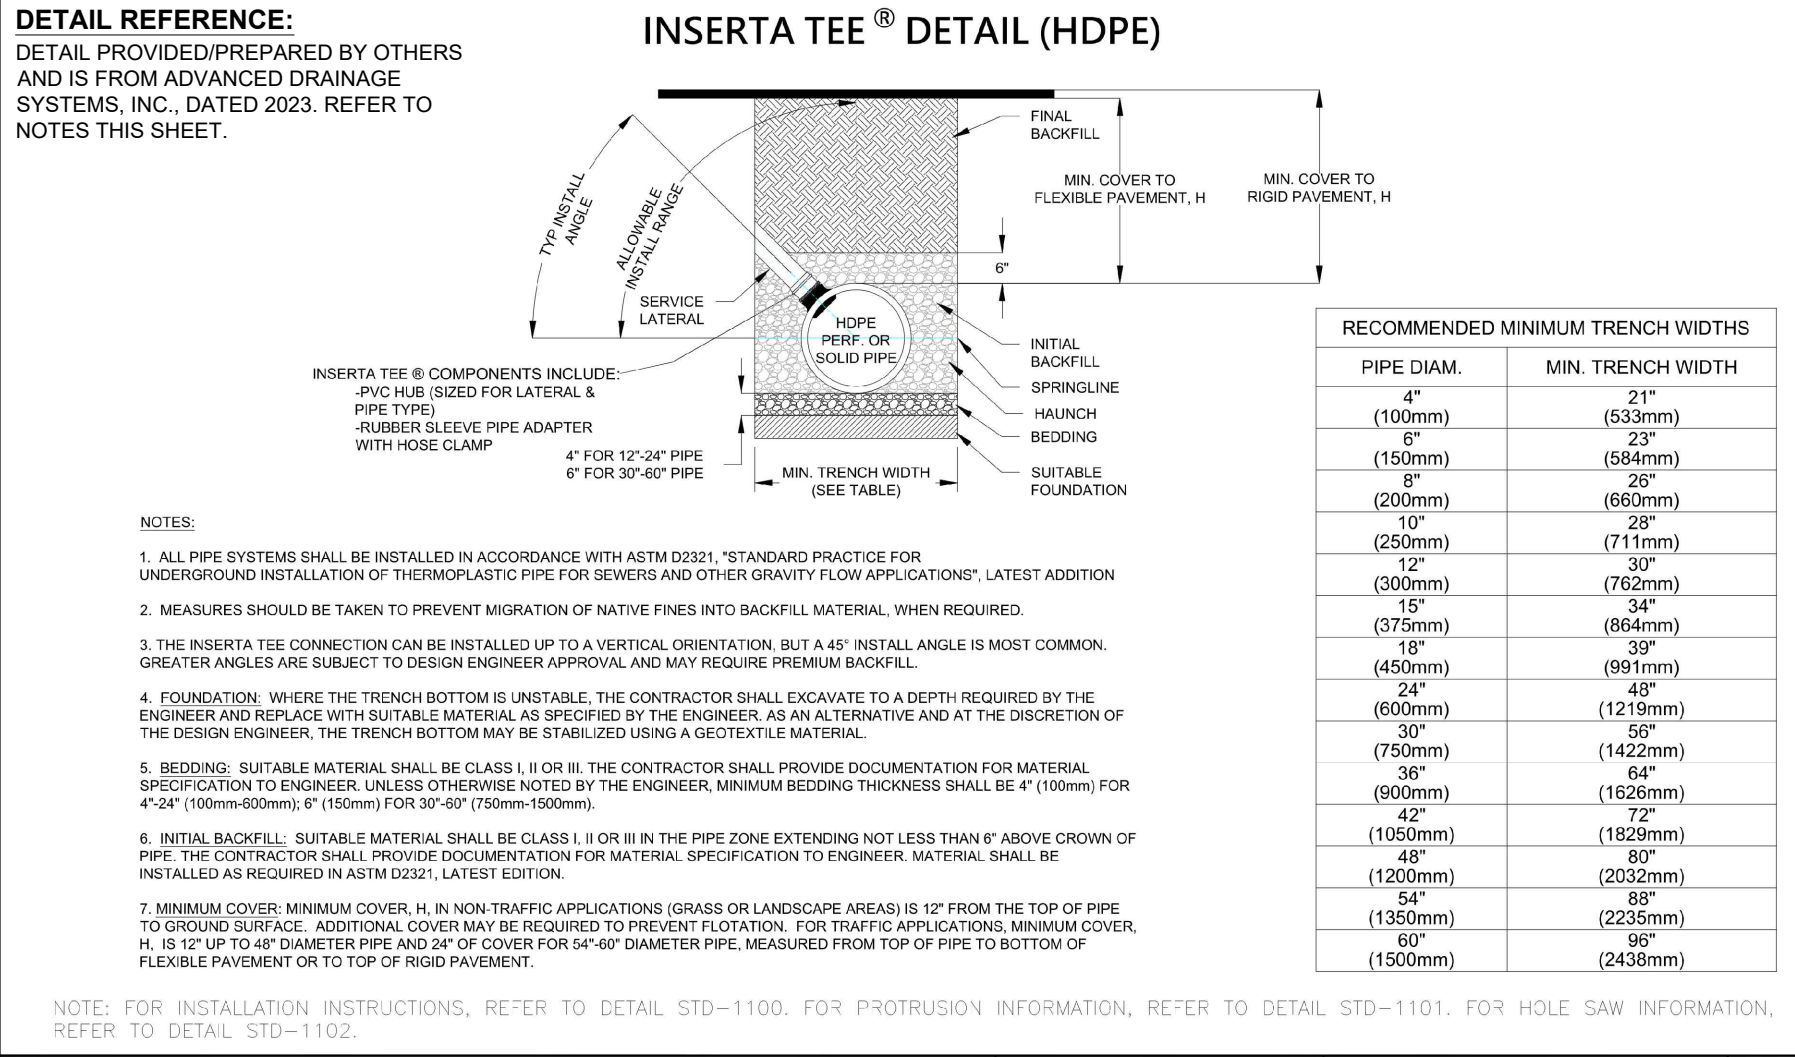 DETAIL REFERENCE:
DETAIL PROVIDED/PREPARED BY OTHERS
AND IS FROM ADVANCED DRAINAGE
SYSTEMS, INC., DATED 2023. REFER TO
NOTES THIS SHEET.
INSERTA TEE ® DETAIL (HDPE)
TYP INSTALL
ANGLE
ALLOWABLE
INSTALL RANGE
FINAL
BACKFILL
MIN. COVER TO
FLEXIBLE PAVEMENT, H
MIN. COVER TO
RIGID PAVEMENT, H
6"
SERVICE
LATERAL
HDPE
PERF. OR
SOLID PIPE
INITIAL
BACKFILL
SPRINGLINE
HAUNCH
BEDDING
SUITABLE
FOUNDATION
INSERTA TEE ® COMPONENTS INCLUDE:
-PVC HUB (SIZED FOR LATERAL &
PIPE TYPE)
-RUBBER SLEEVE PIPE ADAPTER
WITH HOSE CLAMP
4" FOR 12"-24" PIPE
6" FOR 30"-60" PIPE
MIN. TRENCH WIDTH
(SEE TABLE)
NOTES:
1. ALL PIPE SYSTEMS SHALL BE INSTALLED IN ACCORDANCE WITH ASTM D2321, "STANDARD PRACTICE FOR
UNDERGROUND INSTALLATION OF THERMOPLASTIC PIPE FOR SEWERS AND OTHER GRAVITY FLOW APPLICATIONS", LATEST ADDITION
2. MEASURES SHOULD BE TAKEN TO PREVENT MIGRATION OF NATIVE FINES INTO BACKFILL MATERIAL, WHEN REQUIRED.
3. THE INSERTA TEE CONNECTION CAN BE INSTALLED UP TO A VERTICAL ORIENTATION, BUT A 45° INSTALL ANGLE IS MOST COMMON.
GREATER ANGLES ARE SUBJECT TO DESIGN ENGINEER APPROVAL AND MAY REQUIRE PREMIUM BACKFILL.
4. FOUNDATION: WHERE THE TRENCH BOTTOM IS UNSTABLE, THE CONTRACTOR SHALL EXCAVATE TO A DEPTH REQUIRED BY THE
ENGINEER AND REPLACE WITH SUITABLE MATERIAL AS SPECIFIED BY THE ENGINEER. AS AN ALTERNATIVE AND AT THE DISCRETION OF
THE DESIGN ENGINEER, THE TRENCH BOTTOM MAY BE STABILIZED USING A GEOTEXTILE MATERIAL.
5. BEDDING: SUITABLE MATERIAL SHALL BE CLASS I, II OR III. THE CONTRACTOR SHALL PROVIDE DOCUMENTATION FOR MATERIAL
SPECIFICATION TO ENGINEER. UNLESS OTHERWISE NOTED BY THE ENGINEER, MINIMUM BEDDING THICKNESS SHALL BE 4" (100mm) FOR
4"-24" (100mm-600mm); 6" (150mm) FOR 30"-60" (750mm-1500mm).
6. INITIAL BACKFILL: SUITABLE MATERIAL SHALL BE CLASS I, II OR III IN THE PIPE ZONE EXTENDING NOT LESS THAN 6" ABOVE CROWN OF
PIPE. THE CONTRACTOR SHALL PROVIDE DOCUMENTATION FOR MATERIAL SPECIFICATION TO ENGINEER. MATERIAL SHALL BE
INSTALLED AS REQUIRED IN ASTM D2321, LATEST EDITION.
7. MINIMUM COVER: MINIMUM COVER, H, IN NON-TRAFFIC APPLICATIONS (GRASS OR LANDSCAPE AREAS) IS 12" FROM THE TOP OF PIPE
TO GROUND SURFACE. ADDITIONAL COVER MAY BE REQUIRED TO PREVENT FLOTATION. FOR TRAFFIC APPLICATIONS, MINIMUM COVER,
H, IS 12" UP TO 48" DIAMETER PIPE AND 24" OF COVER FOR 54"-60" DIAMETER PIPE, MEASURED FROM TOP OF PIPE TO BOTTOM OF
FLEXIBLE PAVEMENT OR TO TOP OF RIGID PAVEMENT.
RECOMMENDED MINIMUM TRENCH WIDTHS
PIPE DIAM. MIN. TRENCH WIDTH
4" 21"
(100mm) (533mm)
6" 23"
(150mm) (584mm)
8" 26"
(200mm) (660mm)
10" 28"
(250mm) (711mm)
12" 30"
(300mm) (762mm)
15" 34"
(375mm) (864mm)
18" 39"
(450mm) (991mm)
24" 48"
(600mm) (1219mm)
30" 56"
(750mm) (1422mm)
36" 64"
(900mm) (1626mm)
42" 72"
(1050mm) (1829mm)
48" 80"
(1200mm) (2032mm)
54" 88"
(1350mm) (2235mm)
60" 96"
(1500mm) (2438mm)
NOTE: FOR INSTALLATION INSTRUCTIONS, REFER TO DETAIL STD-1100. FOR PROTRUSION INFORMATION, REFER TO DETAIL STD-1101. FOR HOLE SAW INFORMATION,
REFER TO DETAIL STD-1102.